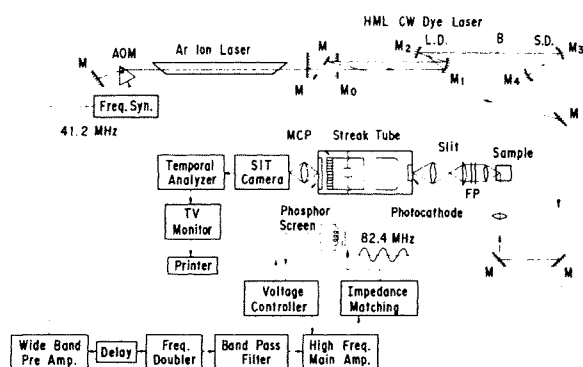 HML CW Dye Laser
M₂ L.D. B S.D. M₃
AOM Ar Ion Laser M
M M M₀ M₁ M₄
Freq. Syn. M
41.2 MHz
MCP Streak Tube Slit Sample
Temporal Analyzer
SIT Camera
FP
TV Monitor
Phosphor Screen
Photocathode
82.4 MHz
Printer
M M
Voltage Controller
Impedance Matching
Wide Band Pre Amp.
Delay
Freq. Doubler
Band Pass Filter
High Freq. Main Amp.